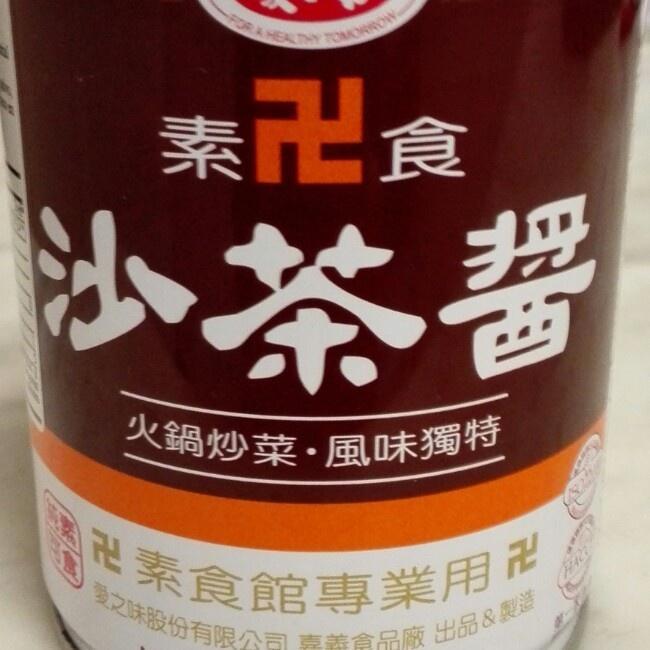 FOR A HEALTHY TOMORROW
素卍食
沙茶醬
火鍋炒菜·風味獨特
素食
卍素食館專業用卍
愛之味股份有限公司 嘉義食品廠 出品&製造